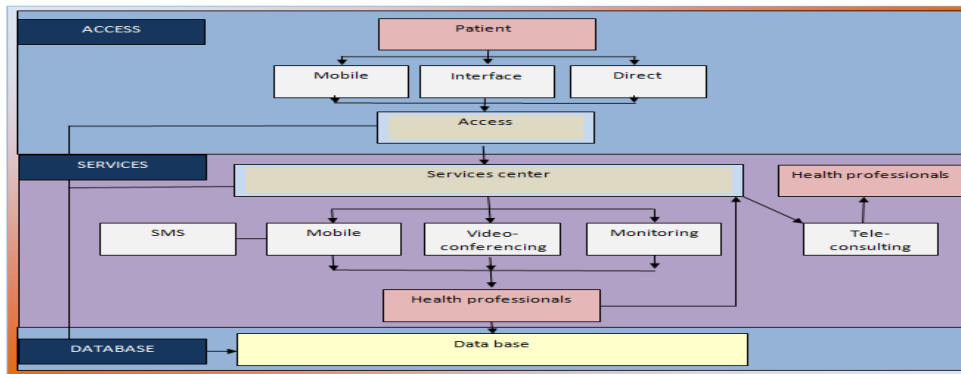 ACCESS
Patient
Mobile
Interface
Direct
Access
SERVICES
Services center
Health professionals
SMS
Mobile
Video-
conferencing
Monitoring
Tele-
consulting
Health professionals
DATABASE
Data base